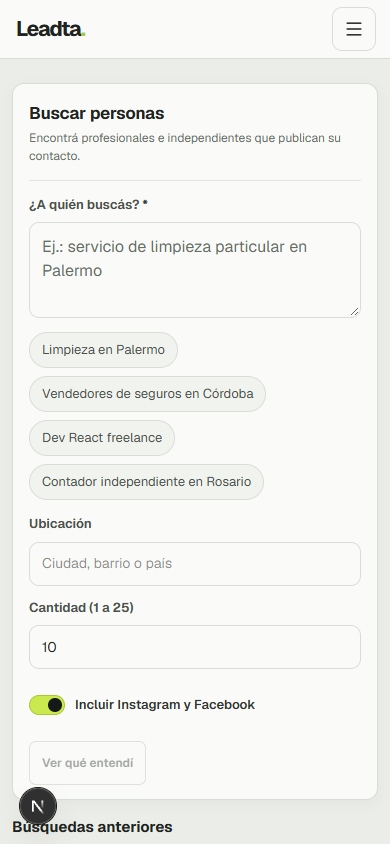 Leadta.
Buscar personas
Encontrá profesionales e independientes que publican su
contacto.
¿A quién buscás? *
Ej.: servicio de limpieza particular en
Palermo
Limpieza en Palermo
Vendedores de seguros en Córdoba
Dev React freelance
Contador independiente en Rosario
Ubicación
Ciudad, barrio o país
Cantidad (1 a 25)
10
Incluir Instagram y Facebook
Ver qué entendí
N
Búsquedas anteriores